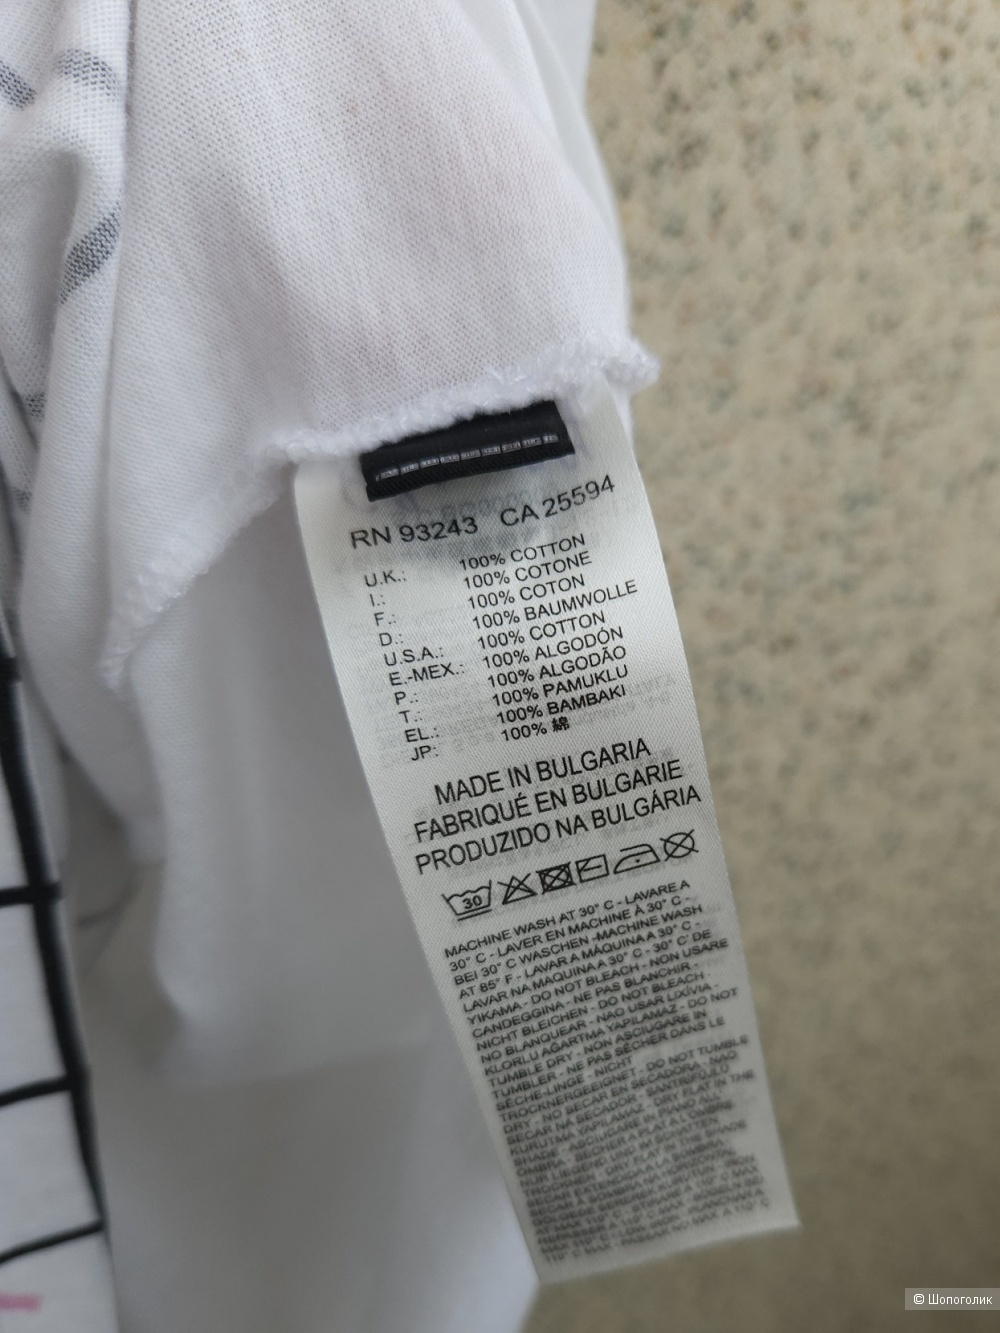 RN 93243 CA 25594
U.K.: 100% COTTON
I.: 100% COTONE
F.: 100% COTON
D.: 100% BAUMWOLLE
U.S.A.: 100% COTTON
E.-MEX.: 100% ALGODÓN
P.: 100% ALGODÃO
T.: 100% PAMUKLU
EL.: 100% BAMBAKI
JP: 100% 綿
MADE IN BULGARIA
FABRIQUÉ EN BULGARIE
PRODUZIDO NA BULGÁRIA
30
MACHINE WASH AT 30° C - LAVARE A
30° C - LAVER EN MACHINE À 30° C -
BEI 30° C WASCHEN -MACHINE WASH
AT 85° F - LAVAR A MÁQUINA A 30° C -
LAVAR NA MAQUINA A 30° C - 30° C' DE
YIKAMA - DO NOT BLEACH - NON USARE
CANDEGGINA - NE PAS BLANCHIR -
NICHT BLEICHEN - DO NOT BLEACH -
NO BLANQUEAR - NAO USAR LIXÍVIA -
KLORLU AĞARTMA YAPILAMAZ - DO NOT
TUMBLE DRY - NON ASCIUGARE IN
TUMBLER - NE PAS SÉCHER DANS LE
SÈCHE-LINGE - NICHT
TROCKNERGEEIGNET - DO NOT TUMBLE
DRY - NO SECAR EN SECADORA - NAO
SECAR NA SECADOR - SANTRIFÜJLÜ
KURUTMA YAPILAMAZ - DRY FLAT IN THE
SHADE - ASCIUGARE IN PIANO ALL'
OMBRA - SÉCHER A PLAT A L'OMBRE
© Шопоголик